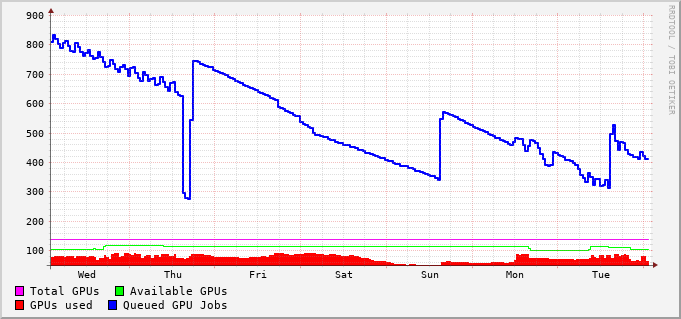 900
800
700
600
500
400
300
200
100
Wed Thu Fri Sat Sun Mon Tue
Total GPUs Available GPUs
GPUs used Queued GPU Jobs
RRDTOOL / TOBI OETIKER